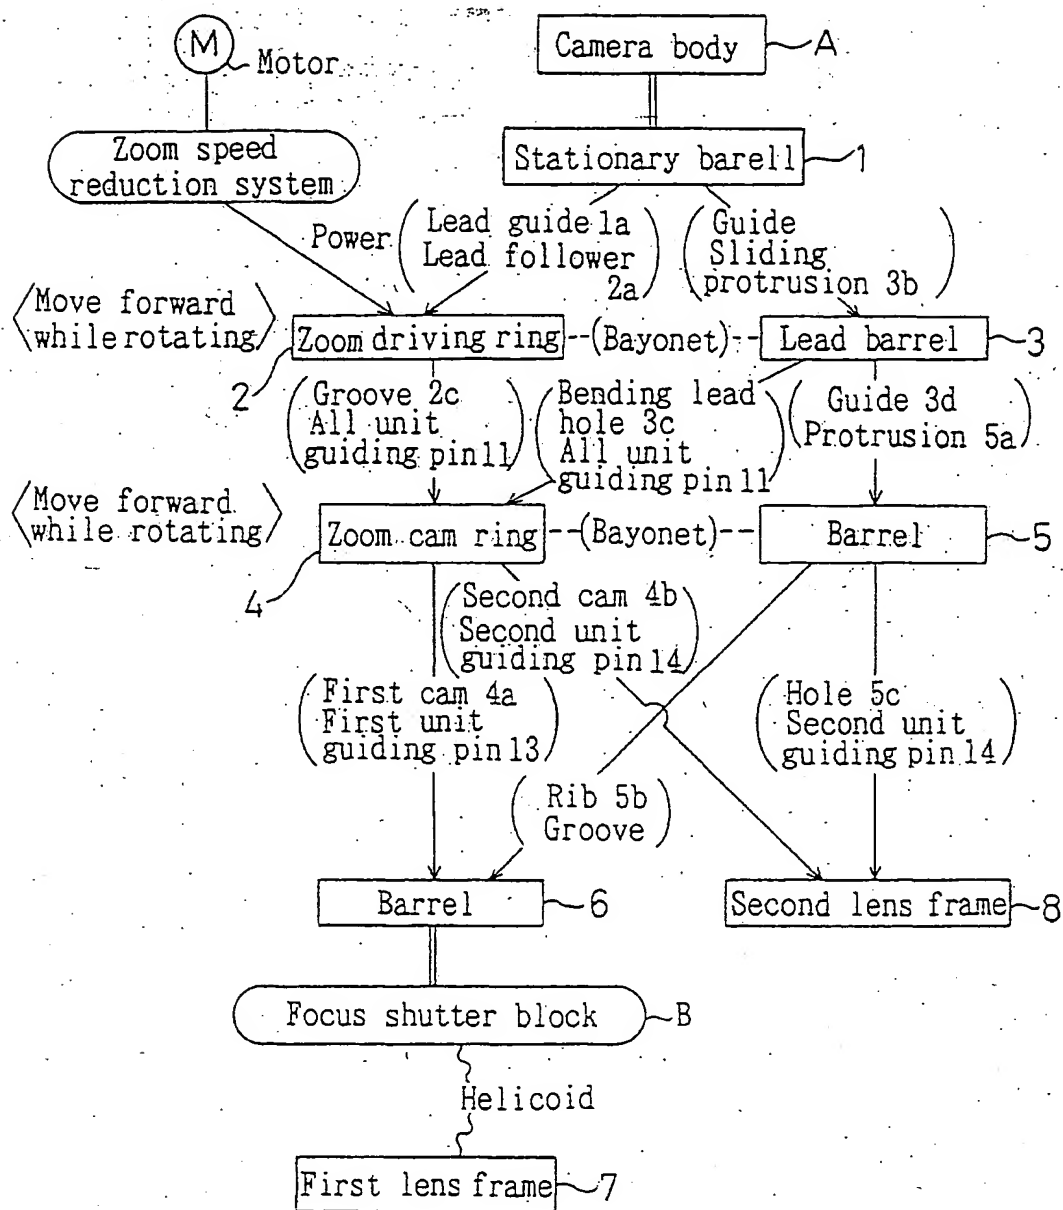 M
Motor
Camera body
A
Zoom speed
reduction system
Stationary barell
1
Power
Lead guide 1a
Lead follower
2a
Guide
Sliding
protrusion 3b
Move forward
while rotating
Zoom driving ring
(Bayonet)
Lead barrel
3
2
Groove 2c
All unit
guiding pin 11
Bending lead
hole 3c
All unit
guiding pin 11
Guide 3d
Protrusion 5a
Move forward
while rotating
Zoom cam ring
(Bayonet)
Barrel
5
4
Second cam 4b
Second unit
guiding pin 14
First cam 4a
First unit
guiding pin 13
Hole 5c
Second unit
guiding pin 14
Rib 5b
Groove
Barrel
6
Second lens frame
8
Focus shutter block
B
Helicoid
First lens frame
7